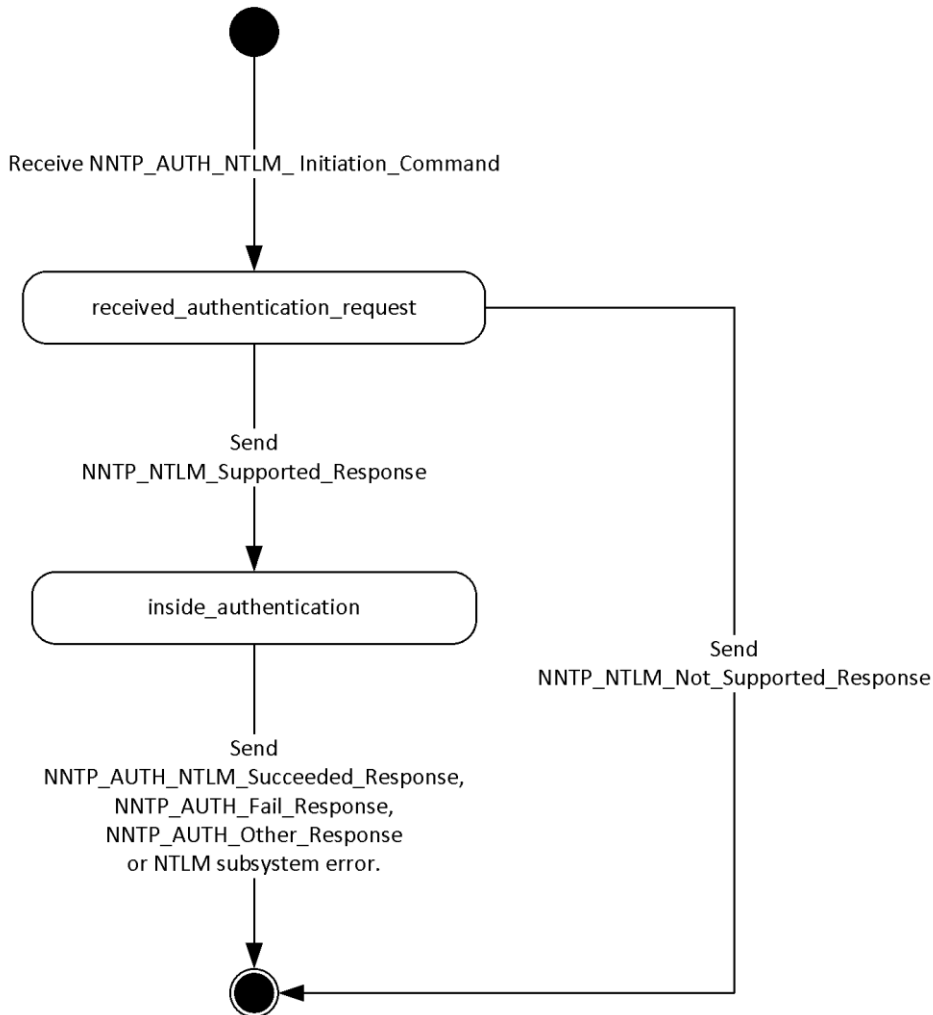 Receive NNTP_AUTH_NTLM_ Initiation_Command
received_authentication_request
Send
NNTP_NTLM_Supported_Response
inside_authentication
Send
NNTP_NTLM_Not_Supported_Response
Send
NNTP_AUTH_NTLM_Succeeded_Response,
NNTP_AUTH_Fail_Response,
NNTP_AUTH_Other_Response
or NTLM subsystem error.